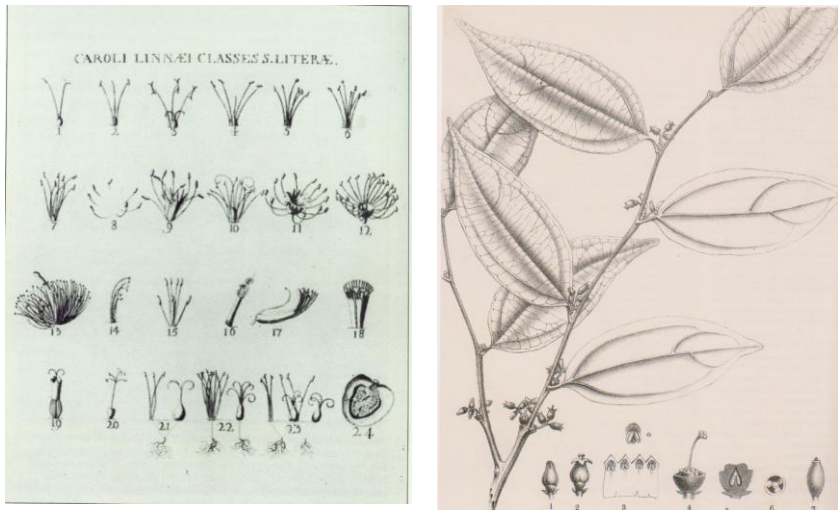 CAROLI LINNÆI CLASSES S. LITERÆ.
1 2 3 4 5 6
7 8 9 10 11 12
13 14 15 16 17 18
19 20 21 22 23 24
a
1 2 3 4 5 6 7